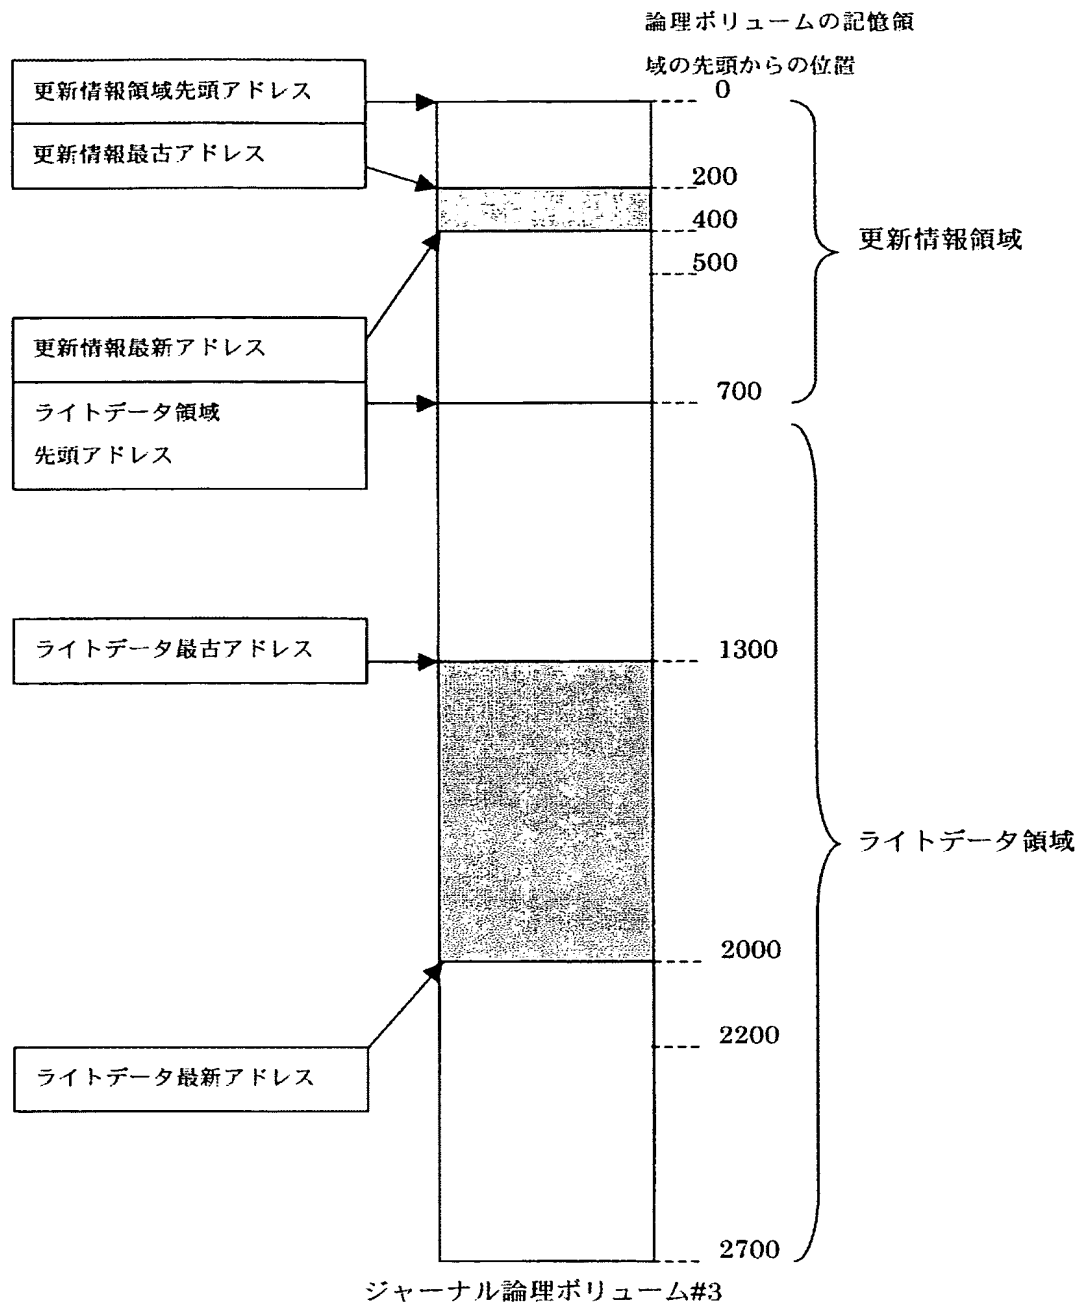 論理ボリュームの記憶領
域の先頭からの位置
更新情報領域先頭アドレス
更新情報最古アドレス
0
200
400
500
更新情報領域
更新情報最新アドレス
ライトデータ領域
先頭アドレス
700
ライトデータ最古アドレス
1300
ライトデータ領域
2000
2200
ライトデータ最新アドレス
2700
ジャーナル論理ボリューム#3